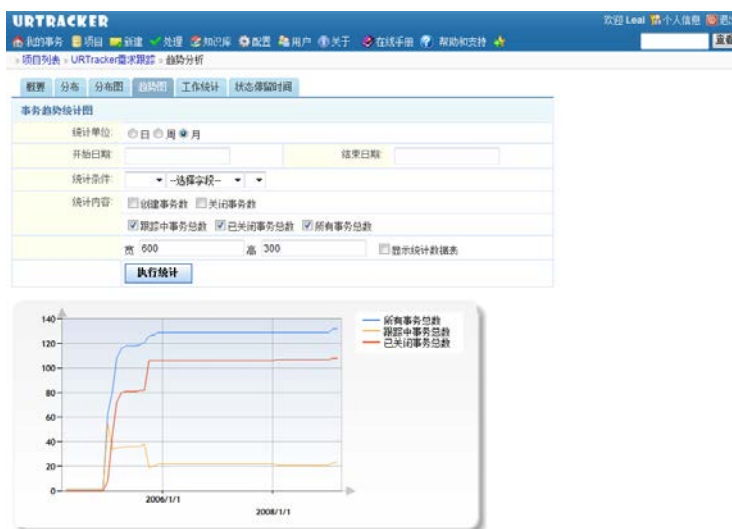 URTRACKER
欢迎 Leal 个人信息
我的事务 项目 新建 处理 知识库 配置 用户 关于 在线手册 帮助和支持
» 项目列表 » URTracker需求跟踪 » 趋势分析
概要 分布 分布图 趋势图 工作统计 状态停留时间
事务趋势统计图
统计单位: 日 周 月
开始日期: 结束日期:
统计条件: --选择字段--
统计内容: 创建事务数 关闭事务数
跟踪中事务总数 已关闭事务总数 所有事务总数
宽 600 高 300 显示统计数据表
执行统计
140
120
100
80
60
40
20
0
2006/1/1
2008/1/1
所有事务总数
跟踪中事务总数
已关闭事务总数